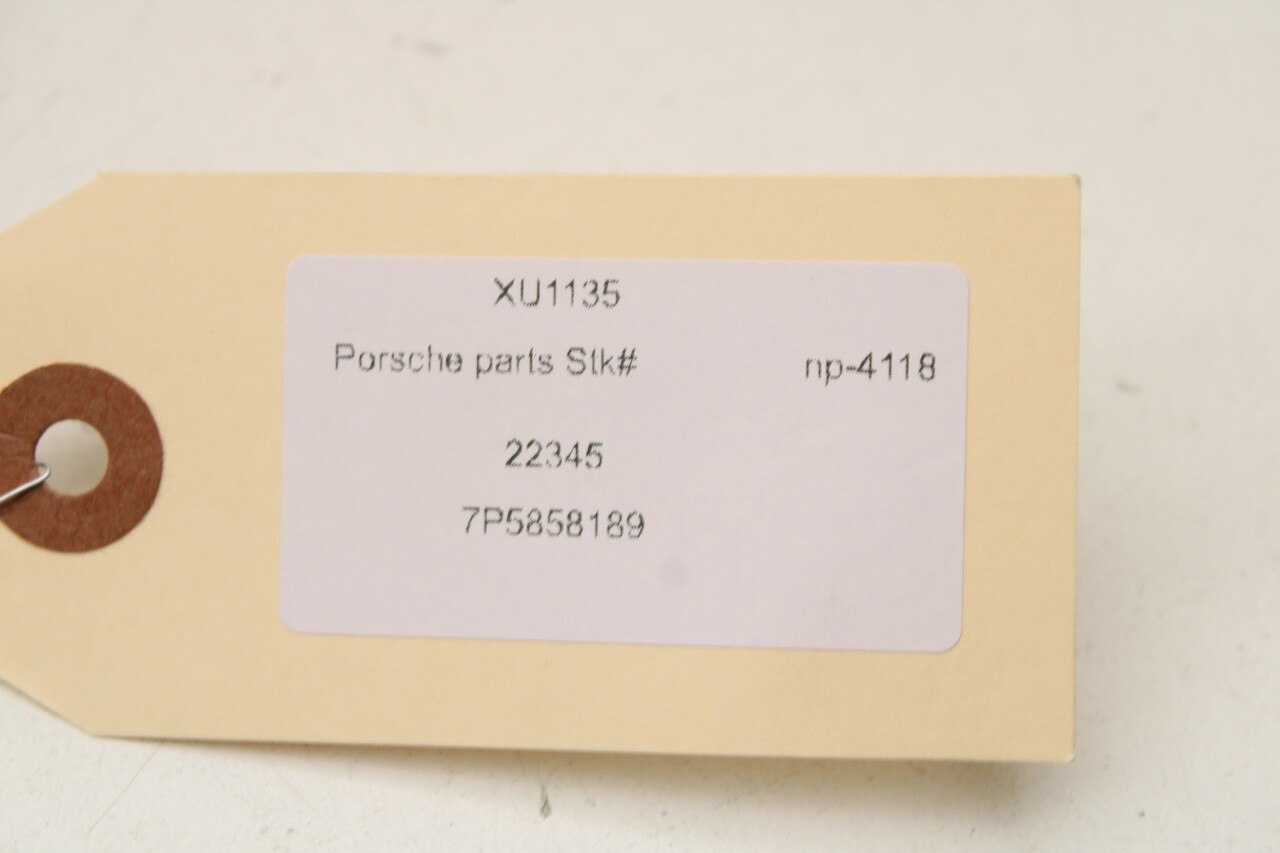 XU1135
Porsche parts Stk# np-4118
22345
7P5858189